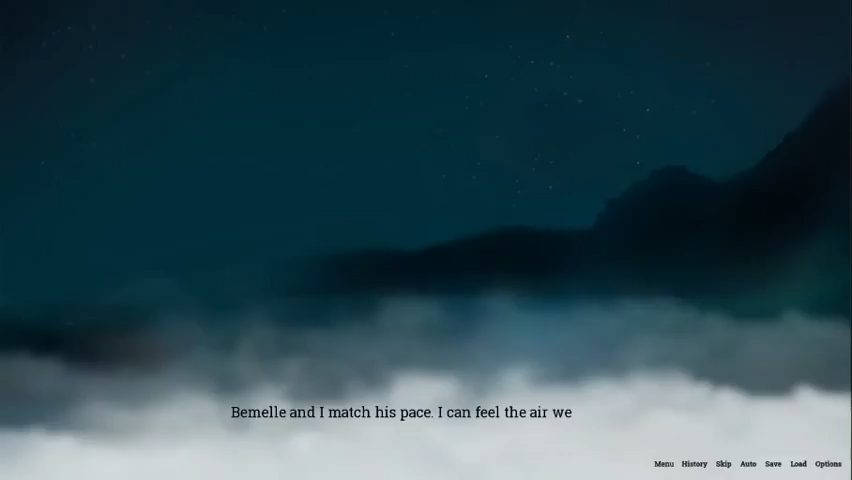 Bemelle and I match his pace. I can feel the air we
Menu History Skip Auto Save Load Options